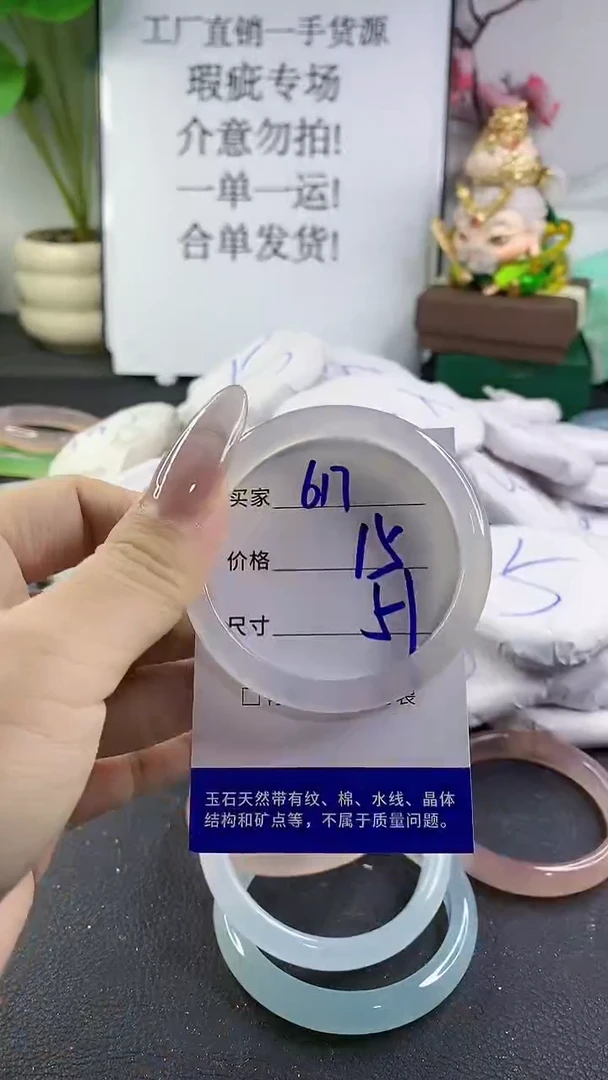 工厂直销一手货源
瑕疵专场
介意勿拍!
一单一运!
合单发货!
买家 617
价格 15
尺寸 51
5
玉石天然带有纹、棉、水线、晶体
结构和矿点等，不属于质量问题。